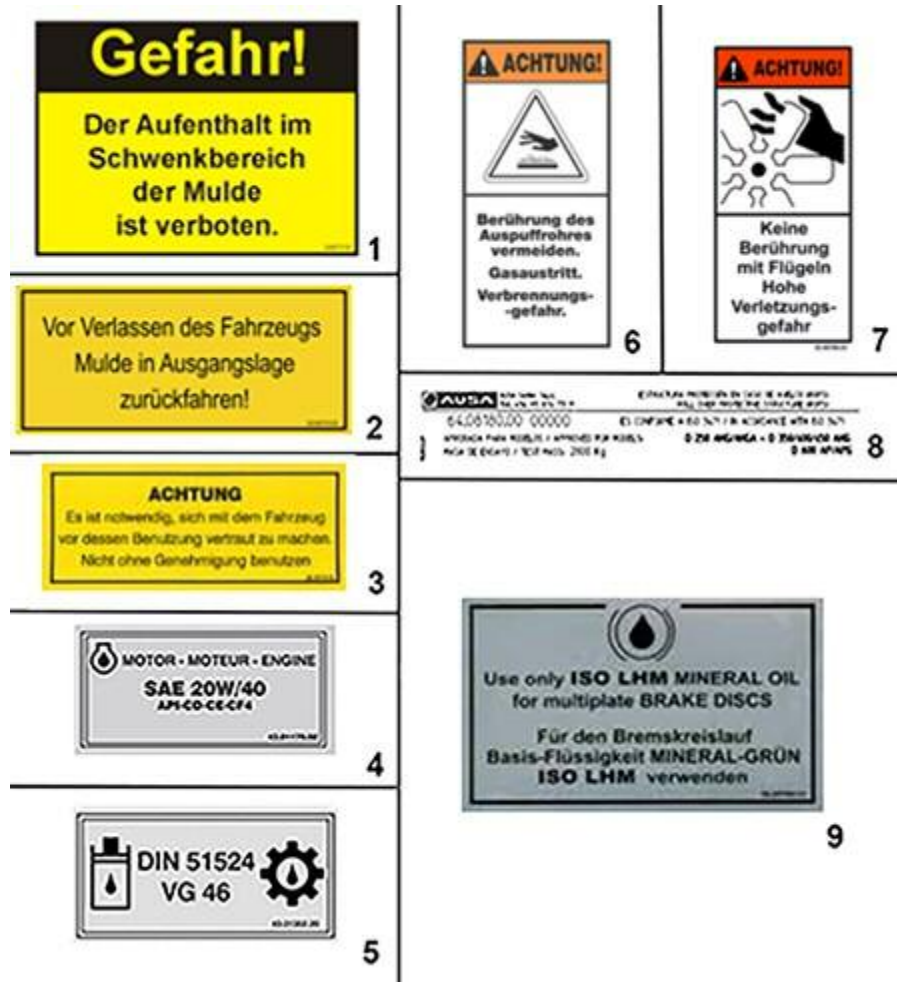 Gefahr!
Der Aufenthalt im
Schwenkbereich
der Mulde
ist verboten.
1
Vor Verlassen des Fahrzeugs
Mulde in Ausgangslage
zurückfahren!
2
ACHTUNG
Es ist notwendig, sich mit dem Fahrzeug
vor dessen Benutzung vertraut zu machen.
Nicht ohne Genehmigung benutzen
3
MOTOR - MOTEUR - ENGINE
SAE 20W/40
4
DIN 51524
VG 46
5
ACHTUNG!
Berührung des
Auspuffrohres
vermeiden.
Gasaustritt.
Verbrennungs-
-gefahr.
6
ACHTUNG!
Keine
Berührung
mit Flügeln
Hohe
Verletzungs-
gefahr
7
AUSA
64.08180.00 00000
8
Use only ISO LHM MINERAL OIL
for multiplate BRAKE DISCS
Für den Bremskreislauf
Basis-Flüssigkeit MINERAL-GRÜN
ISO LHM verwenden
9